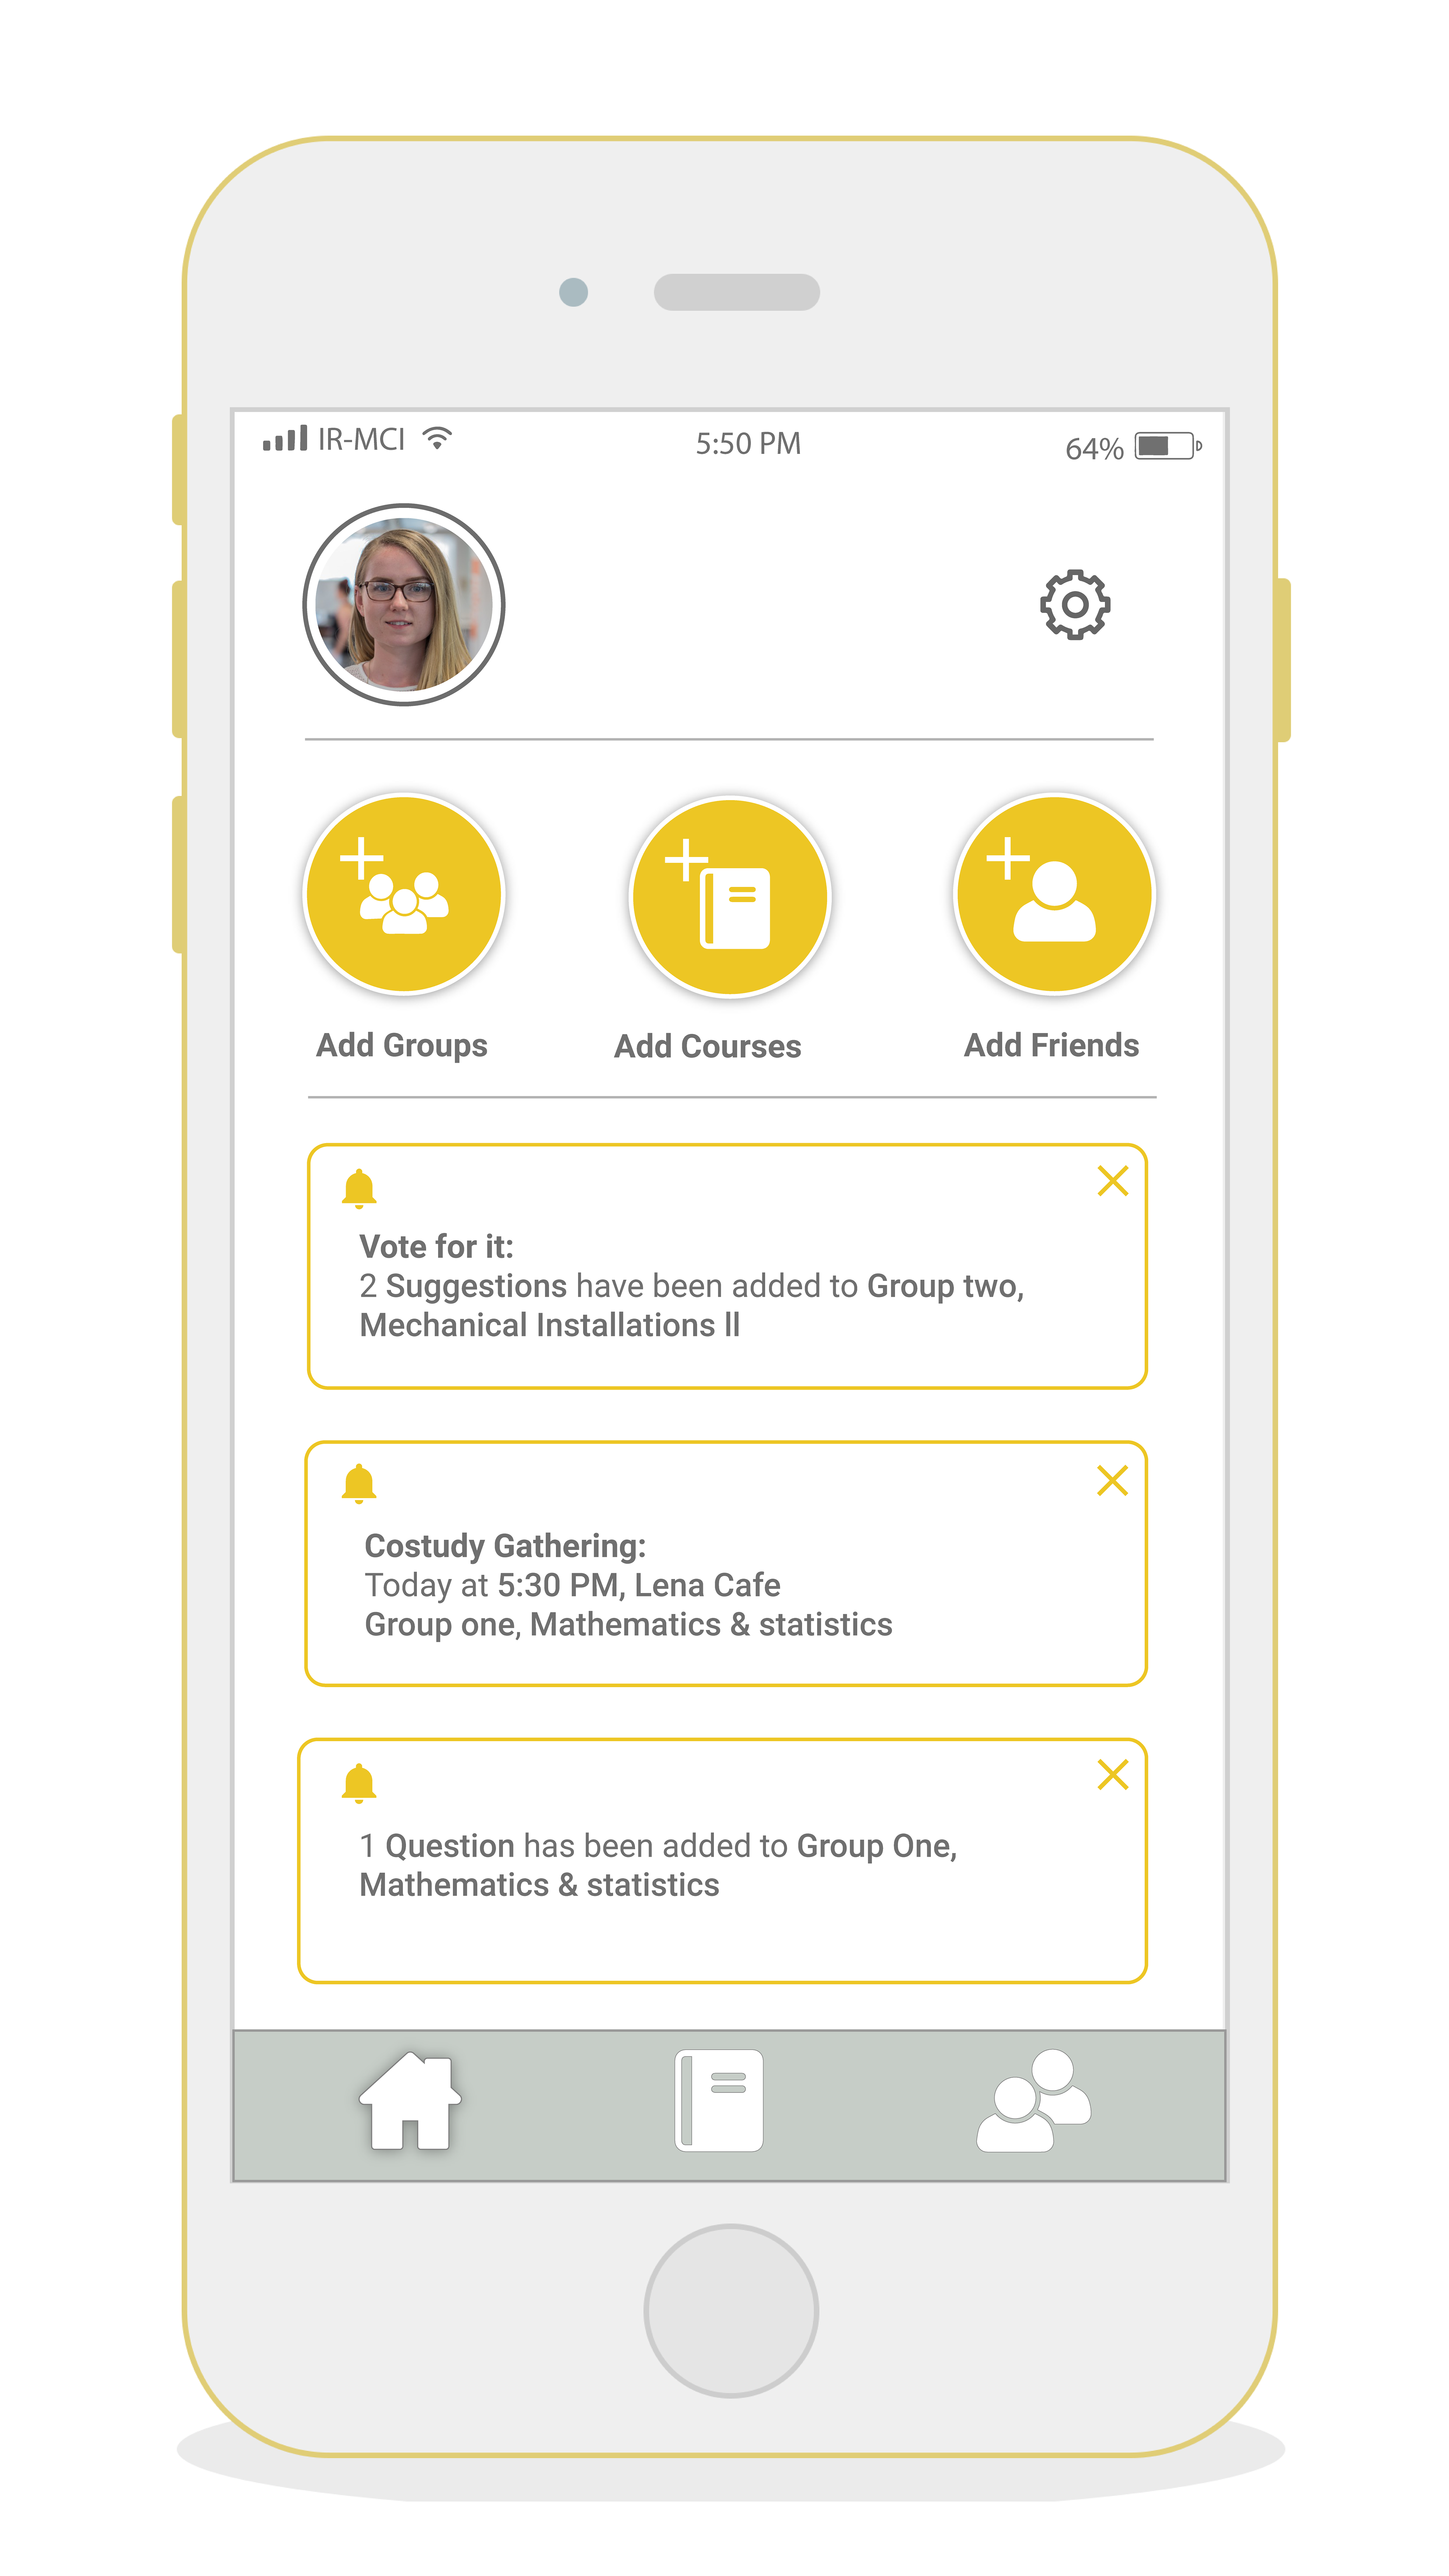 IR-MCI
5:50 PM
64%
Add Groups
Add Courses
Add Friends
Vote for it:
2 Suggestions have been added to Group two,
Mechanical Installations ll
Costudy Gathering:
Today at 5:30 PM, Lena Cafe
Group one, Mathematics & statistics
1 Question has been added to Group One,
Mathematics & statistics